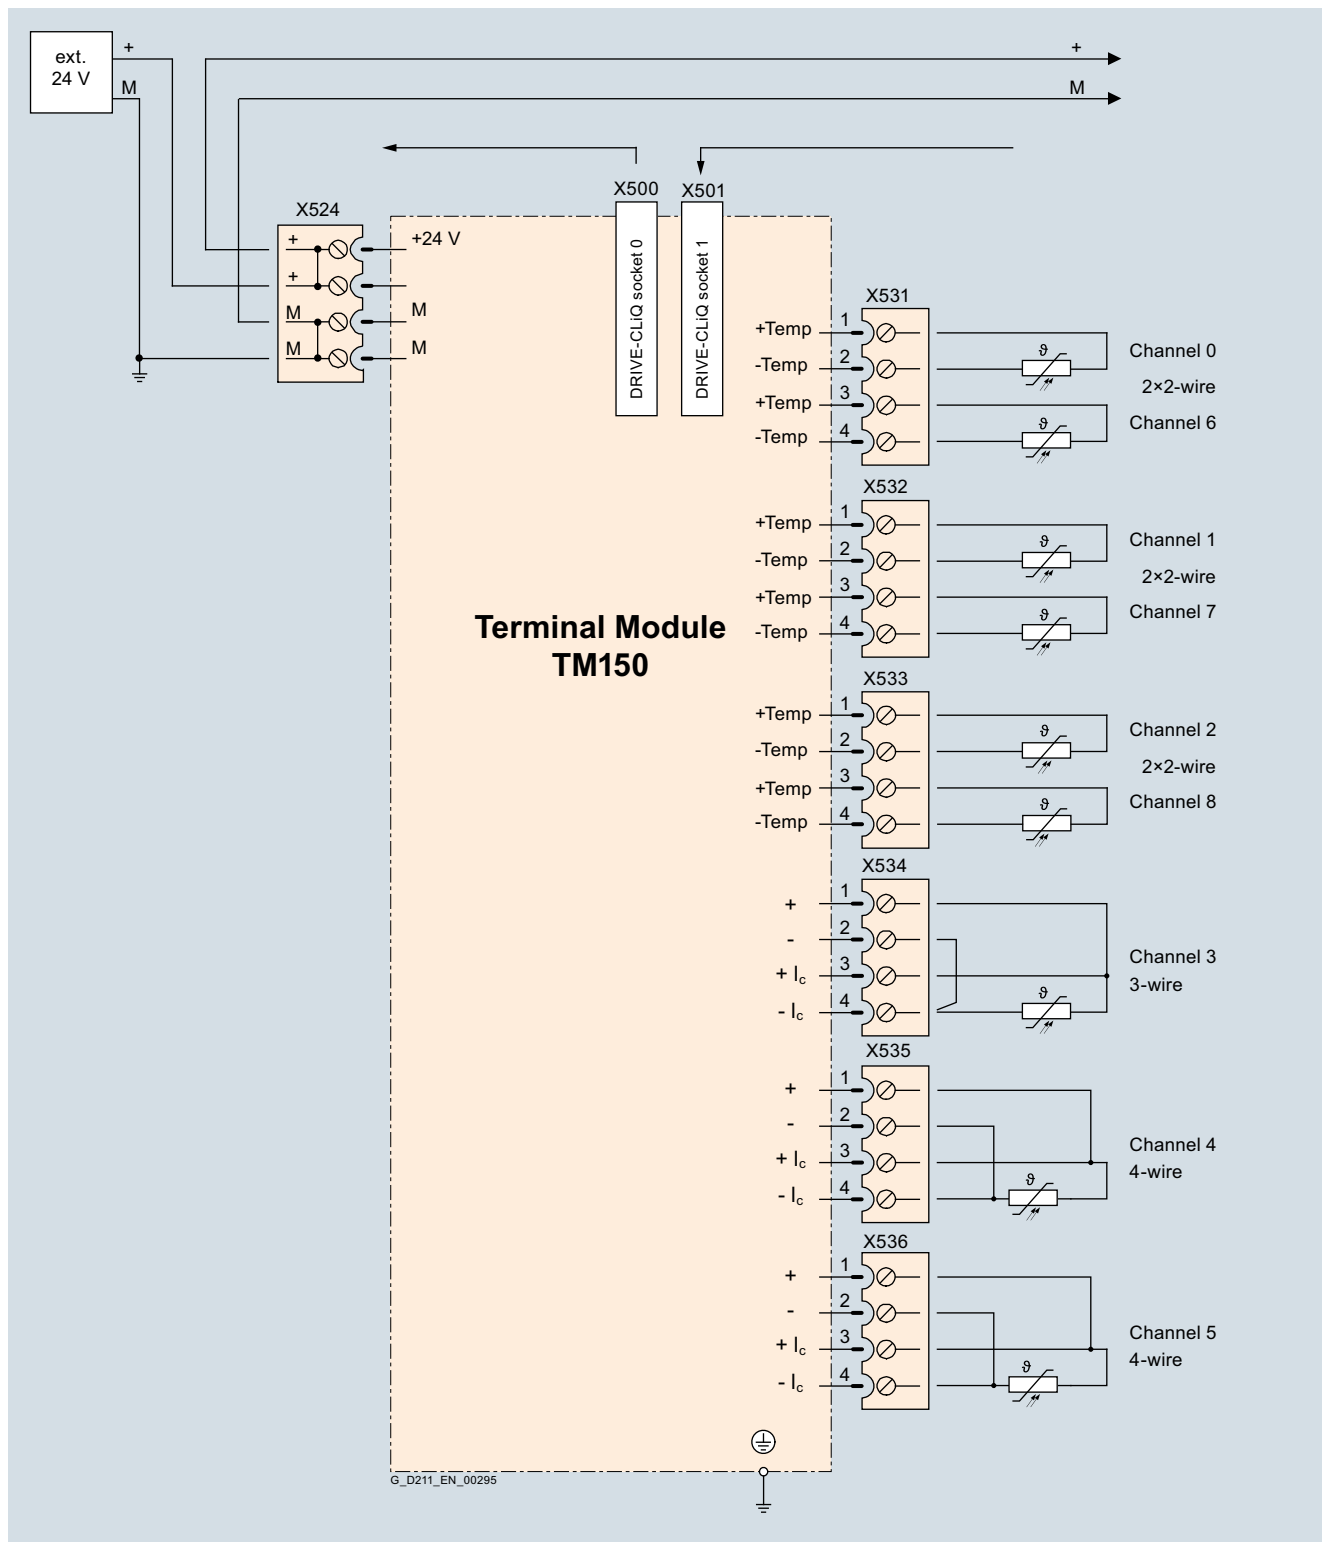 ext.
24 V
+
M
+
M
X524
+
+
M
M
+24 V
M
M
X500
X501
DRIVE-CLiQ socket 0
DRIVE-CLiQ socket 1
Terminal Module
TM150
X531
+Temp 1
-Temp 2
+Temp 3
-Temp 4
ϑ
ϑ
Channel 0
2×2-wire
Channel 6
X532
+Temp 1
-Temp 2
+Temp 3
-Temp 4
ϑ
ϑ
Channel 1
2×2-wire
Channel 7
X533
+Temp 1
-Temp 2
+Temp 3
-Temp 4
ϑ
ϑ
Channel 2
2×2-wire
Channel 8
X534
+ 1
- 2
+ Ic 3
- Ic 4
ϑ
Channel 3
3-wire
X535
+ 1
- 2
+ Ic 3
- Ic 4
ϑ
Channel 4
4-wire
X536
+ 1
- 2
+ Ic 3
- Ic 4
ϑ
Channel 5
4-wire
G_D211_EN_00295